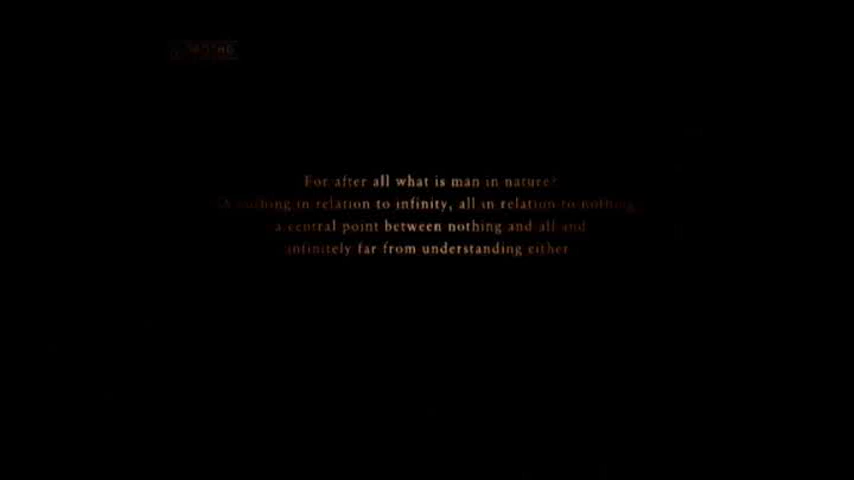 For after all what is man in nature?
A nothing in relation to infinity, all in relation to nothing,
a central point between nothing and all and
infinitely far from understanding either